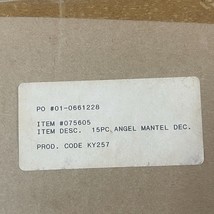 PO #01-0661228
ITEM #075605
ITEM DESC. 15PC, ANGEL MANTEL DEC.
PROD. CODE KY257